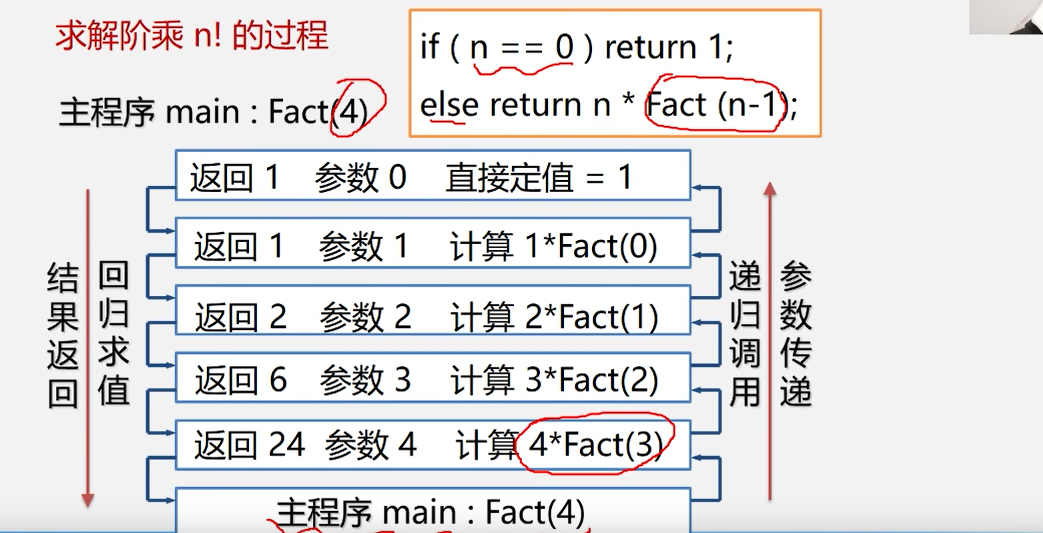 求解阶乘 n! 的过程
if ( n == 0 ) return 1;
else return n * Fact (n-1);
主程序 main : Fact(4)
返回 1 参数 0 直接定值 = 1
返回 1 参数 1 计算 1*Fact(0)
返回 2 参数 2 计算 2*Fact(1)
返回 6 参数 3 计算 3*Fact(2)
返回 24 参数 4 计算 4*Fact(3)
主程序 main : Fact(4)
结果返回
回归求值
递归调用
参数传递